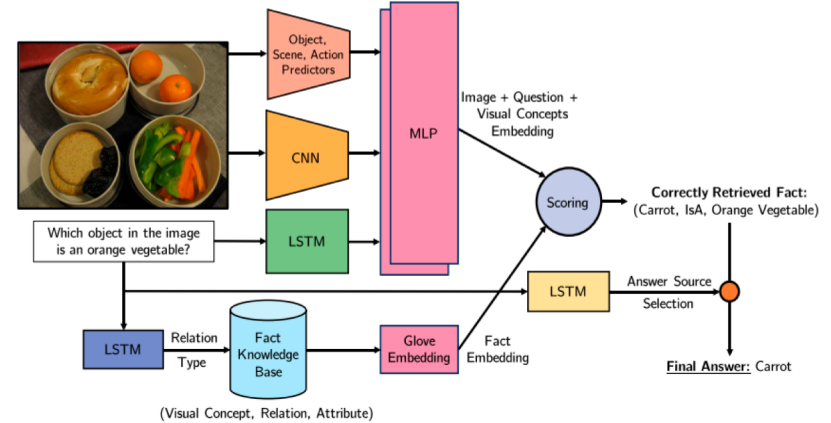 Object,
Scene, Action
Predictors
CNN
LSTM
MLP
Image + Question +
Visual Concepts
Embedding
Scoring
Correctly Retrieved Fact:
(Carrot, IsA, Orange Vegetable)
Which object in the image
is an orange vegetable?
LSTM
Answer Source
Selection
LSTM
Relation
Type
Fact
Knowledge
Base
Glove
Embedding
Fact
Embedding
Final Answer: Carrot
(Visual Concept, Relation, Attribute)